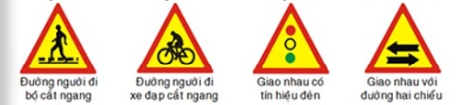 Đường người đi
bộ cắt ngang
Đường người đi
xe đạp cắt ngang
Giao nhau có
tín hiệu đèn
Giao nhau với
đường hai chiều